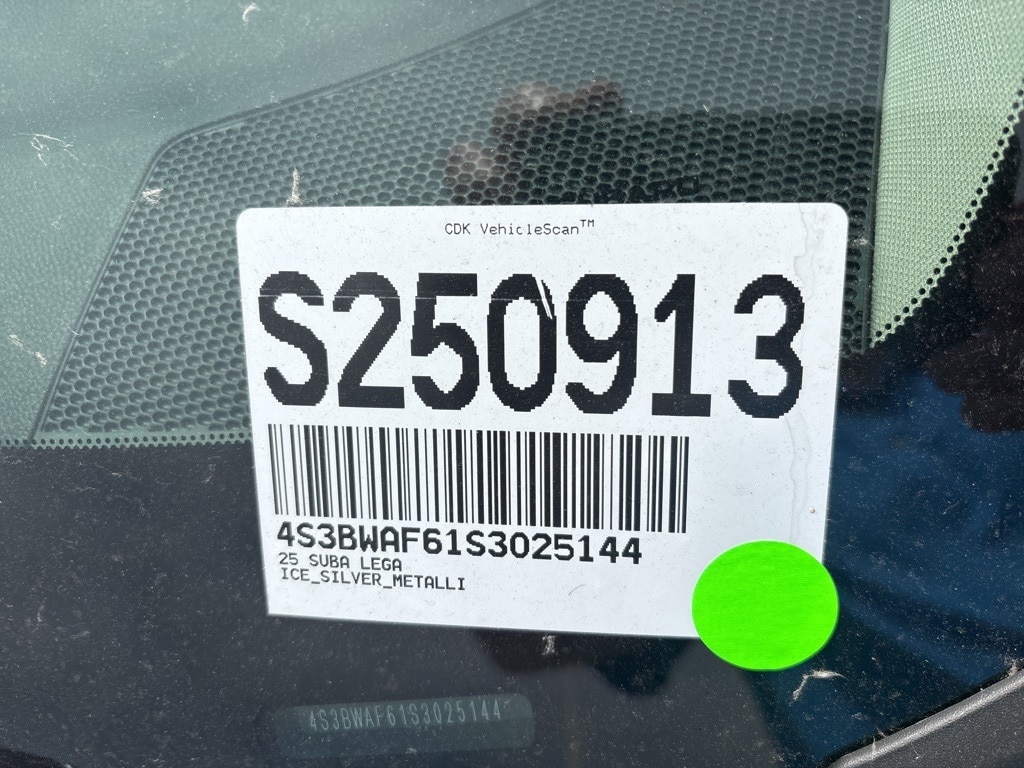 CDK VehicleScan™
S250913
4S3BWAF61S3025144
25 SUBA LEGA
ICE_SILVER_METALLI
4S3BWAF61S3025144